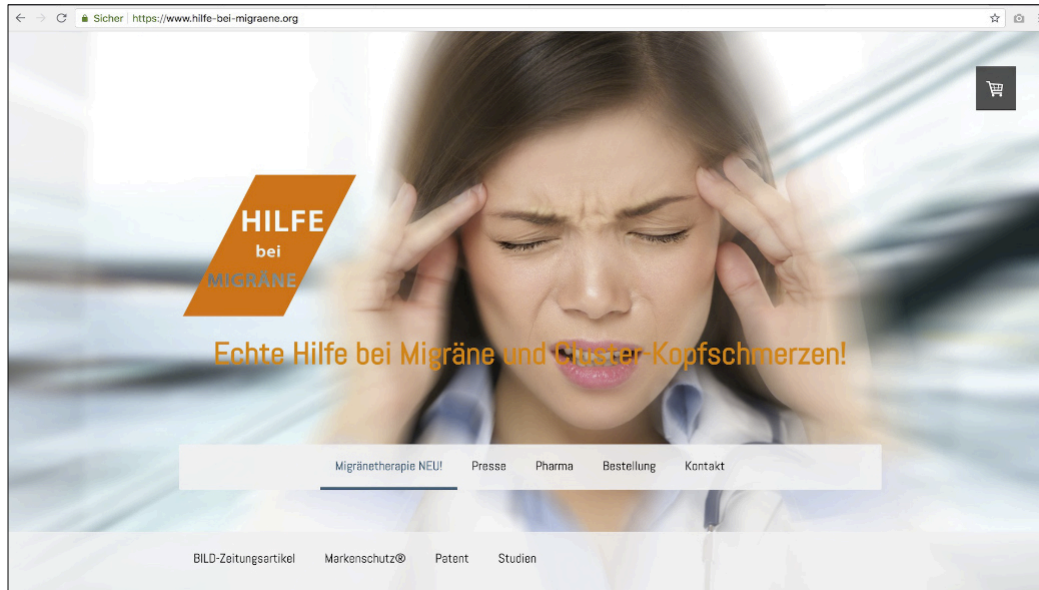 Sicher https://www.hilfe-bei-migraene.org
HILFE
bei
MIGRÄNE
Echte Hilfe bei Migräne und Cluster-Kopfschmerzen!
Migränetherapie NEU! Presse Pharma Bestellung Kontakt
BILD-Zeitungsartikel Markenschutz® Patent Studien